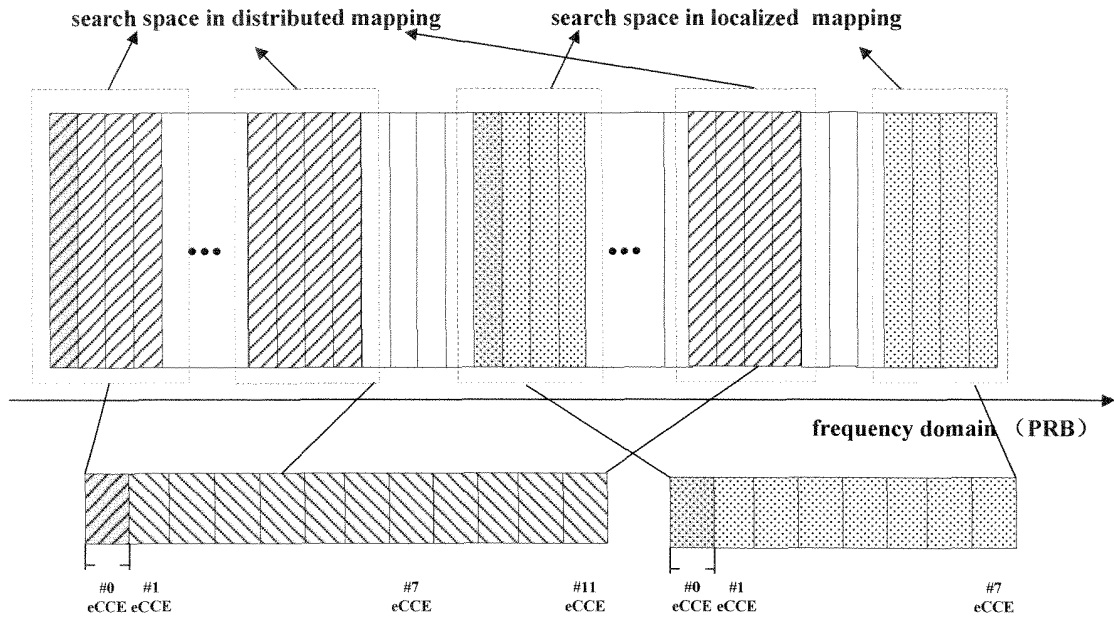 search space in distributed mapping
search space in localized mapping
frequency domain （PRB）
#0 #1 #7 #11 #0 #1 #7
eCCE eCCE eCCE eCCE eCCE eCCE eCCE